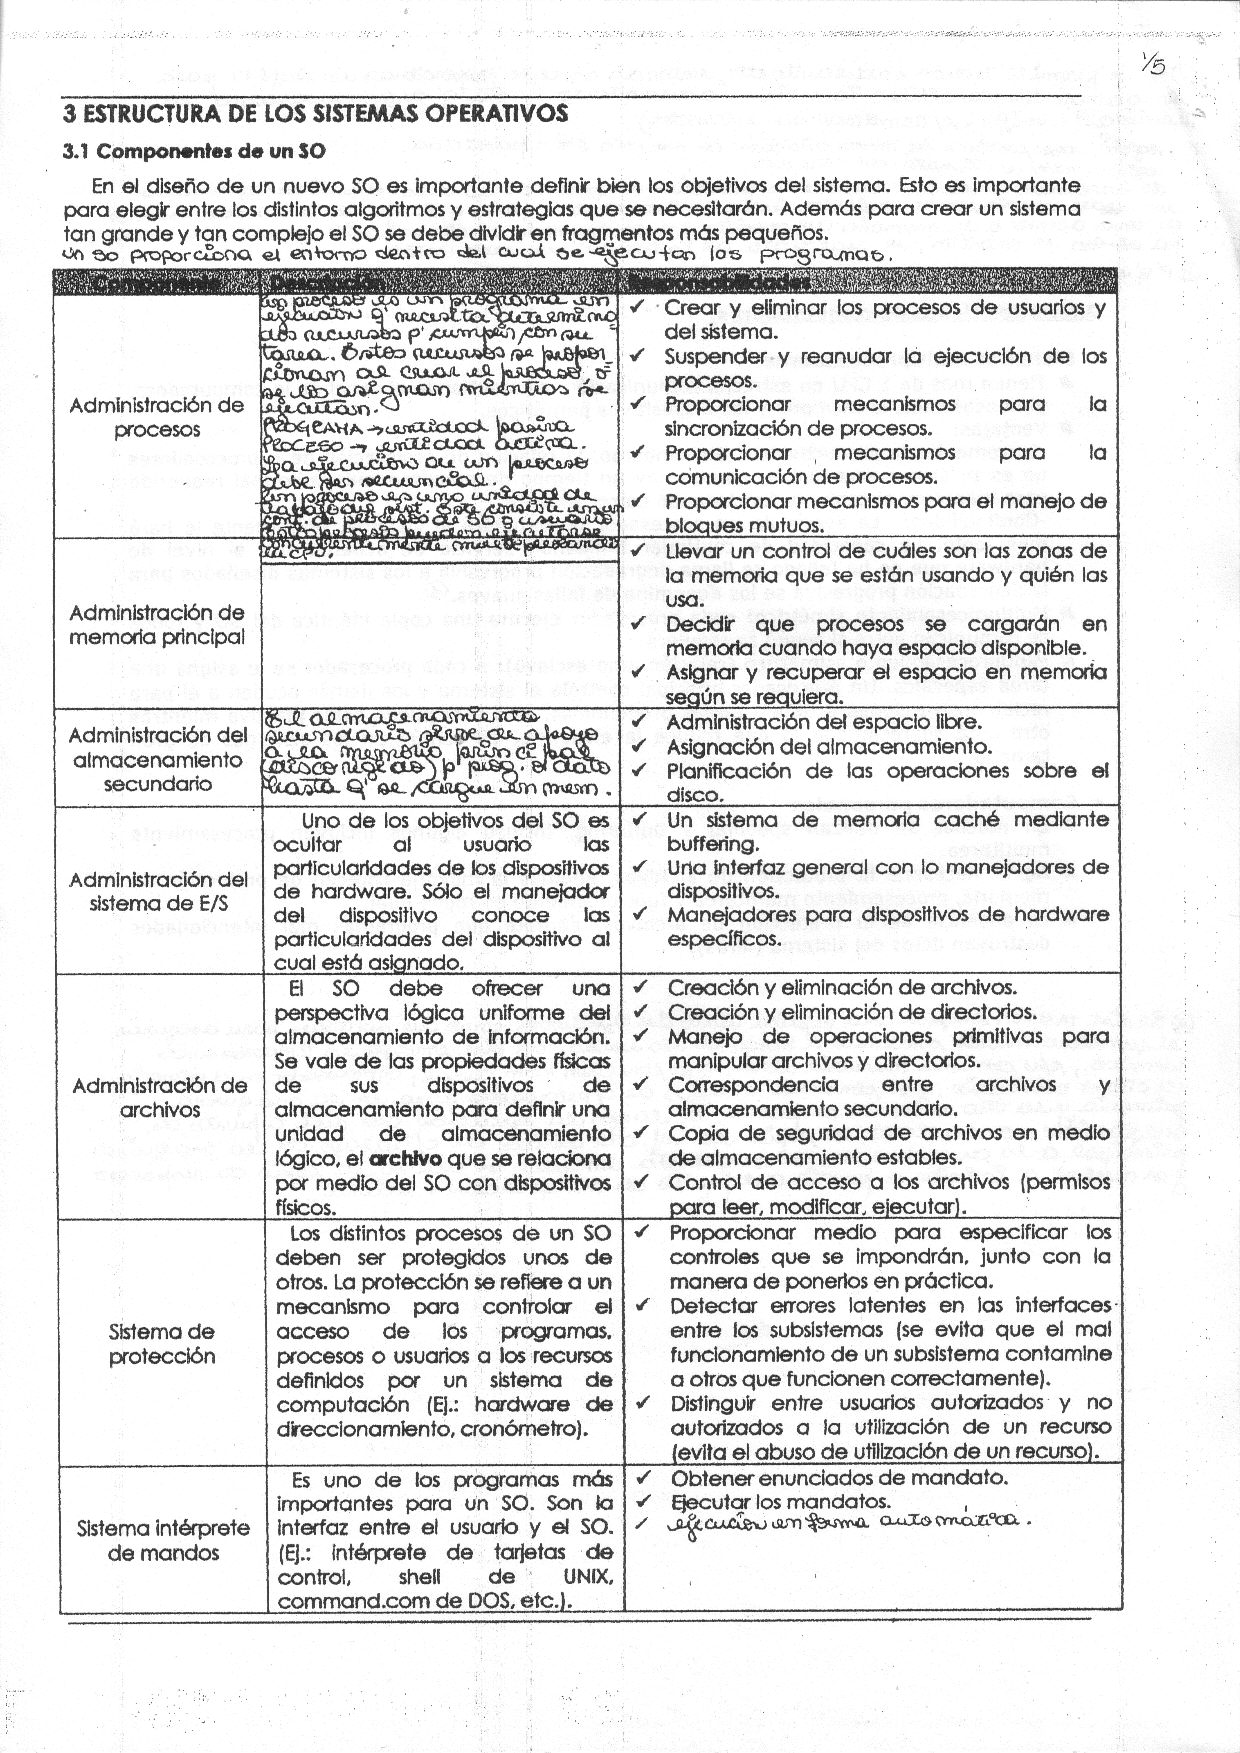 1/5
3 ESTRUCTURA DE LOS SISTEMAS OPERATIVOS
3.1 Componentes de un SO
En el diseño de un nuevo SO es importante definir bien los objetivos del sistema. Esto es importante
para elegir entre los distintos algoritmos y estrategias que se necesitarán. Además para crear un sistema
tan grande y tan complejo el SO se debe dividir en fragmentos más pequeños.
Un SO proporciona el entorno dentro del cual se ejecutan los programas.
Componente Descripción Responsabilidades
Administración de
procesos
Un proceso es un programa en
ejecución q' necesita determina
dos recursos p' cumplir con su
tarea. Estos recursos se propor
cionan al crear el proceso, o
se les asignan mientras se
ejecutan.
PROGRAMA → entidad pasiva
PROCESO → entidad activa.
La ejecución de un proceso
debe ser secuencial.
Un proceso es una unidad de
trabajo del sist. Este consiste en un
conj. de procesos de SO y usuario
estos procesos pueden ejecutarse
concurrentemente
la CPU.
✓ Crear y eliminar los procesos de usuarios y
del sistema.
✓ Suspender y reanudar la ejecución de los
procesos.
✓ Proporcionar mecanismos para la
sincronización de procesos.
✓ Proporcionar mecanismos para la
comunicación de procesos.
✓ Proporcionar mecanismos para el manejo de
bloques mutuos.
Administración de
memoria principal
✓ Llevar un control de cuáles son las zonas de
la memoria que se están usando y quién las
usa.
✓ Decidir que procesos se cargarán en
memoria cuando haya espacio disponible.
✓ Asignar y recuperar el espacio en memoria
según se requiera.
Administración del
almacenamiento
secundario
El almacenamiento
secundario sirve de apoyo
a la memoria principal
p' prog. o dato
hasta q' se cargue en mem.
✓ Administración del espacio libre.
✓ Asignación del almacenamiento.
✓ Planificación de las operaciones sobre el
disco.
Administración del
sistema de E/S
Uno de los objetivos del SO es
ocultar al usuario las
particularidades de los dispositivos
de hardware. Sólo el manejador
del dispositivo conoce las
particularidades del dispositivo al
cual está asignado.
✓ Un sistema de memoria caché mediante
buffering.
✓ Una interfaz general con lo manejadores de
dispositivos.
✓ Manejadores para dispositivos de hardware
específicos.
Administración de
archivos
El SO debe ofrecer una
perspectiva lógica uniforme del
almacenamiento de información.
Se vale de las propiedades físicas
de sus dispositivos de
almacenamiento para definir una
unidad de almacenamiento
lógico, el archivo que se relaciona
por medio del SO con dispositivos
físicos.
✓ Creación y eliminación de archivos.
✓ Creación y eliminación de directorios.
✓ Manejo de operaciones primitivas para
manipular archivos y directorios.
✓ Correspondencia entre archivos y
almacenamiento secundario.
✓ Copia de seguridad de archivos en medio
de almacenamiento estables.
✓ Control de acceso a los archivos (permisos
para leer, modificar, ejecutar).
Sistema de
protección
Los distintos procesos de un SO
deben ser protegidos unos de
otros. La protección se refiere a un
mecanismo para controlar el
acceso de los programas,
procesos o usuarios a los recursos
definidos por un sistema de
computación (Ej.: hardware de
direccionamiento, cronómetro).
✓ Proporcionar medio para especificar los
controles que se impondrán, junto con la
manera de ponerlos en práctica.
✓ Detectar errores latentes en las interfaces
entre los subsistemas (se evita que el mal
funcionamiento de un subsistema contamine
a otros que funcionen correctamente).
✓ Distinguir entre usuarios autorizados y no
autorizados a la utilización de un recurso
(evita el abuso de utilización de un recurso).
Sistema intérprete
de mandos
Es uno de los programas más
importantes para un SO. Son la
interfaz entre el usuario y el SO.
(Ej.: intérprete de tarjetas de
control, shell de UNIX,
command.com de DOS, etc.).
✓ Obtener enunciados de mandato.
✓ Ejecutar los mandatos.
/ ejecución en forma automática.